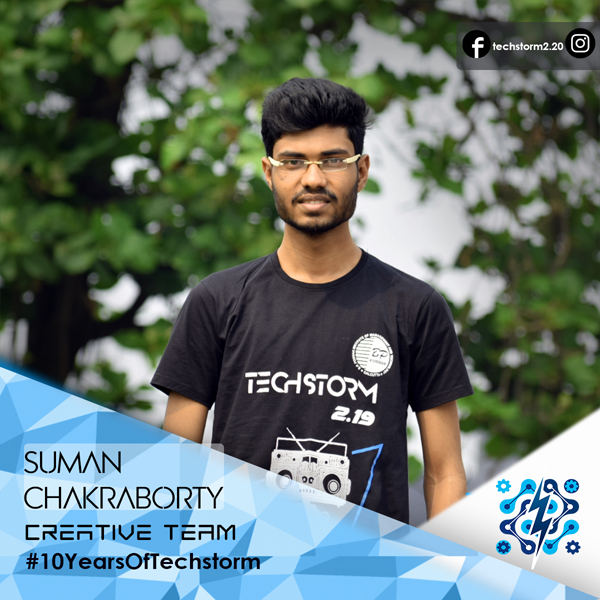 techstorm2.20
TECHSTORM
2.19
SUMAN
CHAKRABORTY
CREATIVE TEAM
#10YearsOfTechstorm